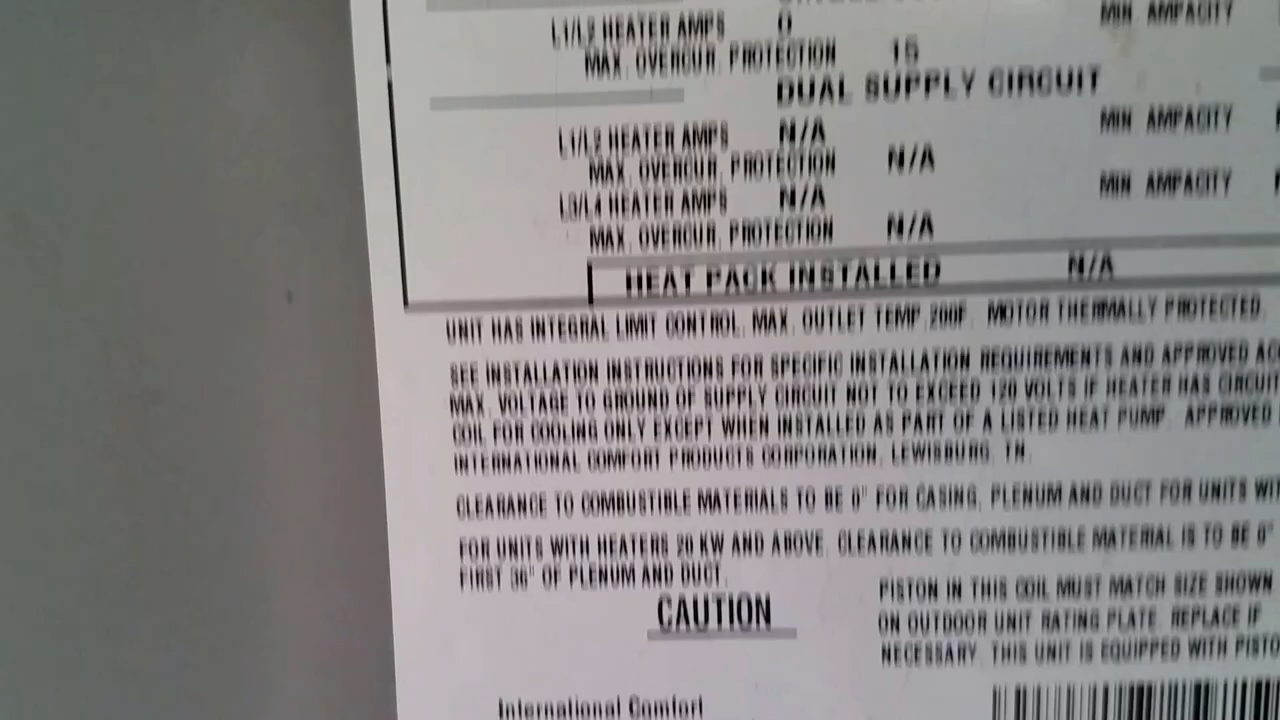 L1/L2 HEATER AMPS 0 MIN. AMPACITY
MAX. OVERCUR. PROTECTION 15
DUAL SUPPLY CIRCUIT
L1/L2 HEATER AMPS N/A MIN. AMPACITY
MAX. OVERCUR. PROTECTION N/A
L3/L4 HEATER AMPS N/A MIN. AMPACITY
MAX. OVERCUR. PROTECTION N/A
HEAT PACK INSTALLED N/A
UNIT HAS INTEGRAL LIMIT CONTROL. MAX. OUTLET TEMP. 200F. MOTOR THERMALLY PROTECTED.
SEE INSTALLATION INSTRUCTIONS FOR SPECIFIC INSTALLATION REQUIREMENTS AND APPROVED
MAX. VOLTAGE TO GROUND OF SUPPLY CIRCUIT NOT TO EXCEED 120 VOLTS IF HEATER HAS CIRCUIT
COIL FOR COOLING ONLY EXCEPT WHEN INSTALLED AS PART OF A LISTED HEAT PUMP. APPROVED
INTERNATIONAL COMFORT PRODUCTS CORPORATION, LEWISBURG, TN.
CLEARANCE TO COMBUSTIBLE MATERIALS TO BE 0" FOR CASING, PLENUM AND DUCT FOR UNITS
FOR UNITS WITH HEATERS 20 KW AND ABOVE, CLEARANCE TO COMBUSTIBLE MATERIAL IS TO BE 0"
FIRST 36" OF PLENUM AND DUCT.
CAUTION
PISTON IN THIS COIL MUST MATCH SIZE SHOWN
ON OUTDOOR UNIT RATING PLATE. REPLACE IF
NECESSARY. THIS UNIT IS EQUIPPED WITH
International Comfort